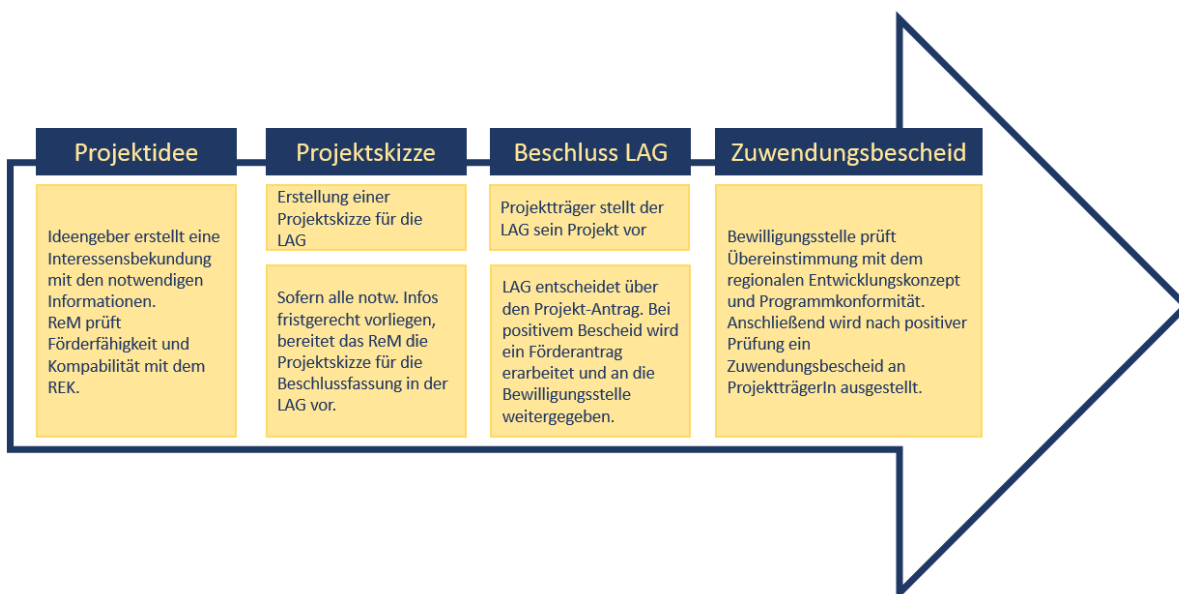 Projektidee
Ideengeber erstellt eine
Interessensbekundung
mit den notwendigen
Informationen.
ReM prüft
Förderfähigkeit und
Kompabilität mit dem
REK.
Projektskizze
Erstellung einer
Projektskizze für die
LAG
Sofern alle notw. Infos
fristgerecht vorliegen,
bereitet das ReM die
Projektskizze für die
Beschlussfassung in der
LAG vor.
Beschluss LAG
Projektträger stellt der
LAG sein Projekt vor
LAG entscheidet über
den Projekt-Antrag. Bei
positivem Bescheid wird
ein Förderantrag
erarbeitet und an die
Bewilligungsstelle
weitergegeben.
Zuwendungsbescheid
Bewilligungsstelle prüft
Übereinstimmung mit dem
regionalen Entwicklungskonzept
und Programmkonformität.
Anschließend wird nach positiver
Prüfung ein
Zuwendungsbescheid an
ProjektträgerIn ausgestellt.